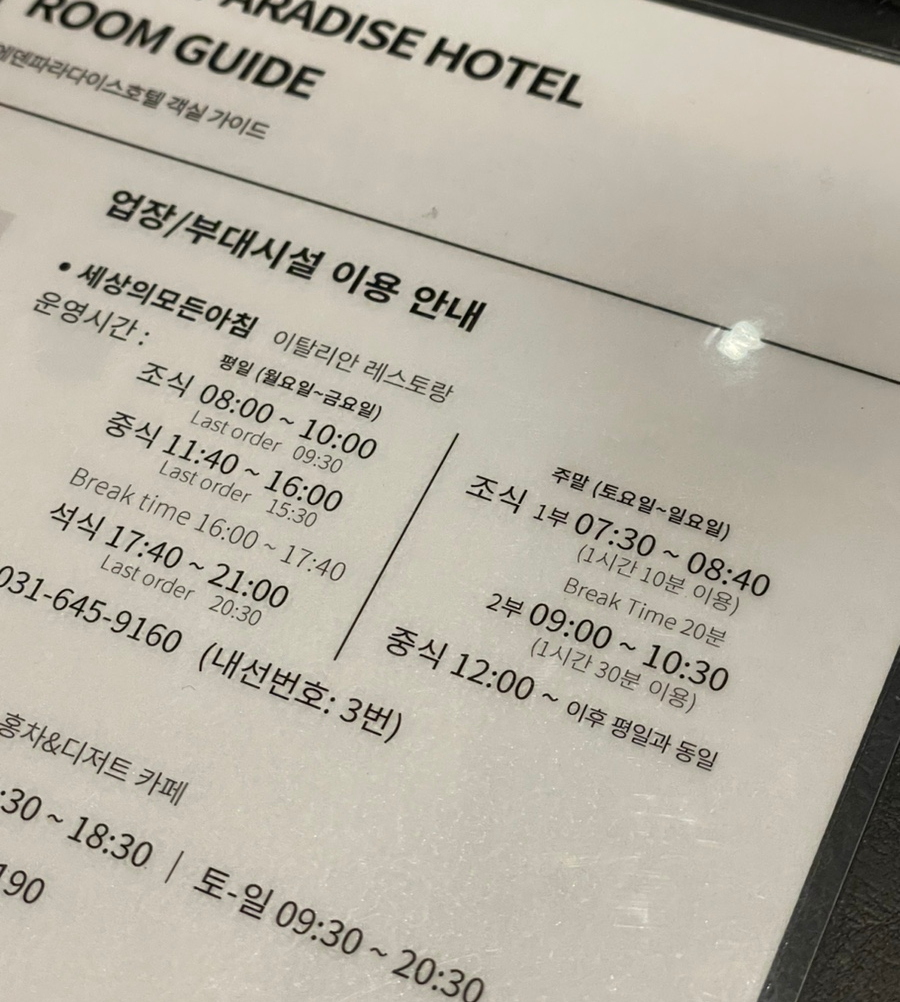 PARADISE HOTEL
ROOM GUIDE
에덴파라다이스호텔 객실 가이드
업장/부대시설 이용 안내
• 세상의모든아침 이탈리안 레스토랑
운영시간 :
평일 (월요일~금요일)
조식 08:00 ~ 10:00
Last order 09:30
중식 11:40 ~ 16:00
Last order 15:30
Break time 16:00 ~ 17:40
석식 17:40 ~ 21:00
Last order 20:30
주말 (토요일~일요일)
조식 1부 07:30 ~ 08:40
(1시간 10분 이용)
Break Time 20분
2부 09:00 ~ 10:30
(1시간 30분 이용)
중식 12:00 ~ 이후 평일과 동일
031-645-9160 (내선번호: 3번)
홍차&디저트 카페
:30 ~ 18:30 | 토-일 09:30 ~ 20:30
190